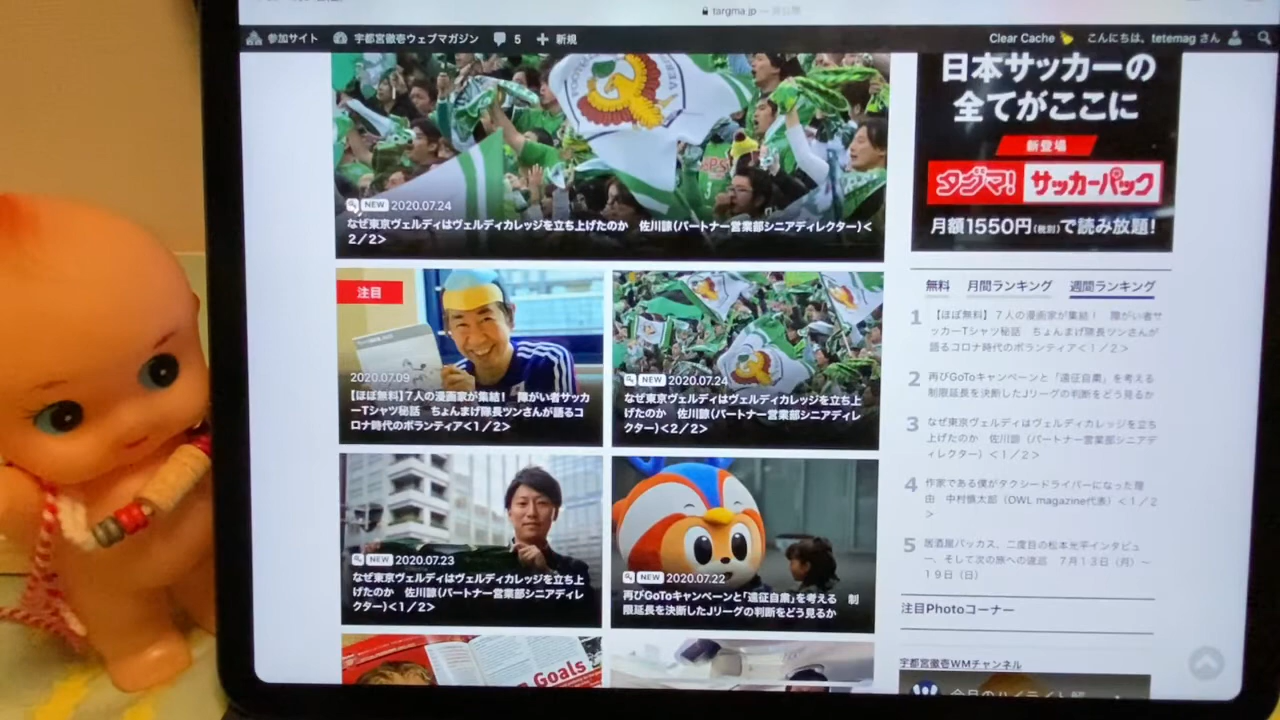 targma.jp — 非公開
参加サイト 宇都宮徹壱ウェブマガジン 5 新規 Clear Cache こんにちは、tetemag さん
NEW 2020.07.24
なぜ東京ヴェルディはヴェルディカレッジを立ち上げたのか 佐川諒(パートナー営業部シニアディレクター)<
2/2>
注目
2020.07.09
【ほぼ無料】7人の漫画家が集結! 障がい者サッカ
ーTシャツ秘話 ちょんまげ隊長ツンさんが語るコ
ロナ時代のボランティア<1/2>
NEW 2020.07.24
なぜ東京ヴェルディはヴェルディカレッジを立ち上
げたのか 佐川諒(パートナー営業部シニアディレ
クター)<2/2>
NEW 2020.07.23
なぜ東京ヴェルディはヴェルディカレッジを立ち上
げたのか 佐川諒(パートナー営業部シニアディレ
クター)<1/2>
NEW 2020.07.22
再びGoToキャンペーンと「遠征自粛」を考える 制
限延長を決断したJリーグの判断をどう見るか
Goals
日本サッカーの
全てがここに
新登場
タグマ!サッカーパック
月額1550円(税別)で読み放題!
無料 月間ランキング 週間ランキング
1 【ほぼ無料】7人の漫画家が集結! 障がい者サ
ッカーTシャツ秘話 ちょんまげ隊長ツンさんが
語るコロナ時代のボランティア<1/2>
2 再びGoToキャンペーンと「遠征自粛」を考える
制限延長を決断したJリーグの判断をどう見るか
3 なぜ東京ヴェルディはヴェルディカレッジを立ち
上げたのか 佐川諒(パートナー営業部シニアデ
ィレクター)<1/2>
4 作家である僕がタクシードライバーになった理
由 中村慎太郎(OWL magazine代表)<1/2
>
5 居酒屋バッカス、二度目の松本光平インタビュ
ー、そして次の旅への逡巡 7月13日(月)〜
19日(日)
注目Photoコーナー
宇都宮徹壱WMチャンネル